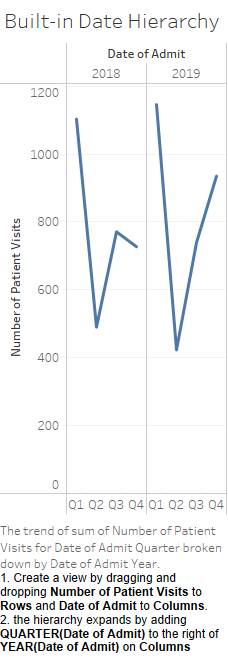 Built-in Date Hierarchy
Date of Admit
2018 2019
Number of Patient Visits
1200
1000
800
600
400
200
0
Q1 Q2 Q3 Q4 Q1 Q2 Q3 Q4
The trend of sum of Number of Patient
Visits for Date of Admit Quarter broken
down by Date of Admit Year.
1. Create a view by dragging and
dropping Number of Patient Visits to
Rows and Date of Admit to Columns.
2. the hierarchy expands by adding
QUARTER(Date of Admit) to the right of
YEAR(Date of Admit) on Columns